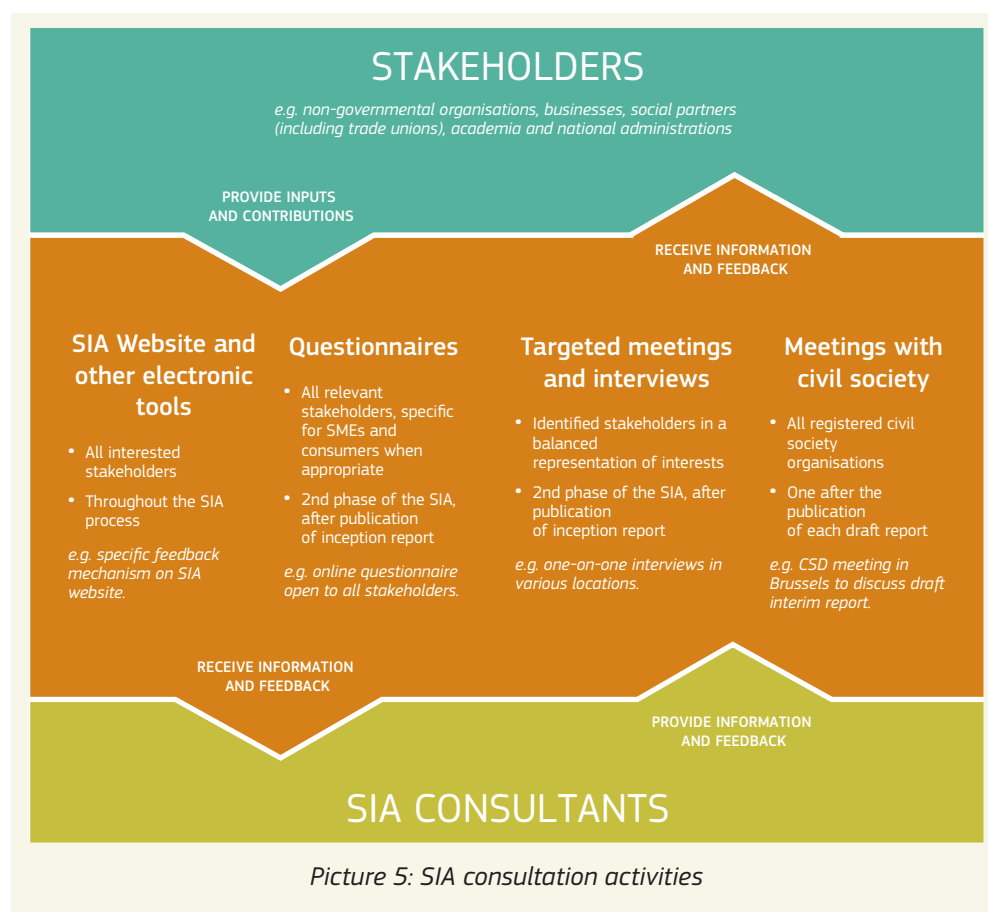 STAKEHOLDERS
e.g. non-governmental organisations, businesses, social partners
(including trade unions), academia and national administrations
PROVIDE INPUTS
AND CONTRIBUTIONS
RECEIVE INFORMATION
AND FEEDBACK
SIA Website and
other electronic
tools
• All interested
stakeholders
• Throughout the SIA
process
e.g. specific feedback
mechanism on SIA
website.
Questionnaires
• All relevant
stakeholders, specific
for SMEs and
consumers when
appropriate
• 2nd phase of the SIA,
after publication
of inception report
e.g. online questionnaire
open to all stakeholders.
Targeted meetings
and interviews
• Identified stakeholders in a
balanced
representation of interests
• 2nd phase of the SIA, after
publication
of inception report
e.g. one-on-one interviews in
various locations.
Meetings with
civil society
• All registered civil
society
organisations
• One after the
publication
of each draft report
e.g. CSD meeting in
Brussels to discuss draft
interim report.
RECEIVE INFORMATION
AND FEEDBACK
PROVIDE INFORMATION
AND FEEDBACK
SIA CONSULTANTS
Picture 5: SIA consultation activities